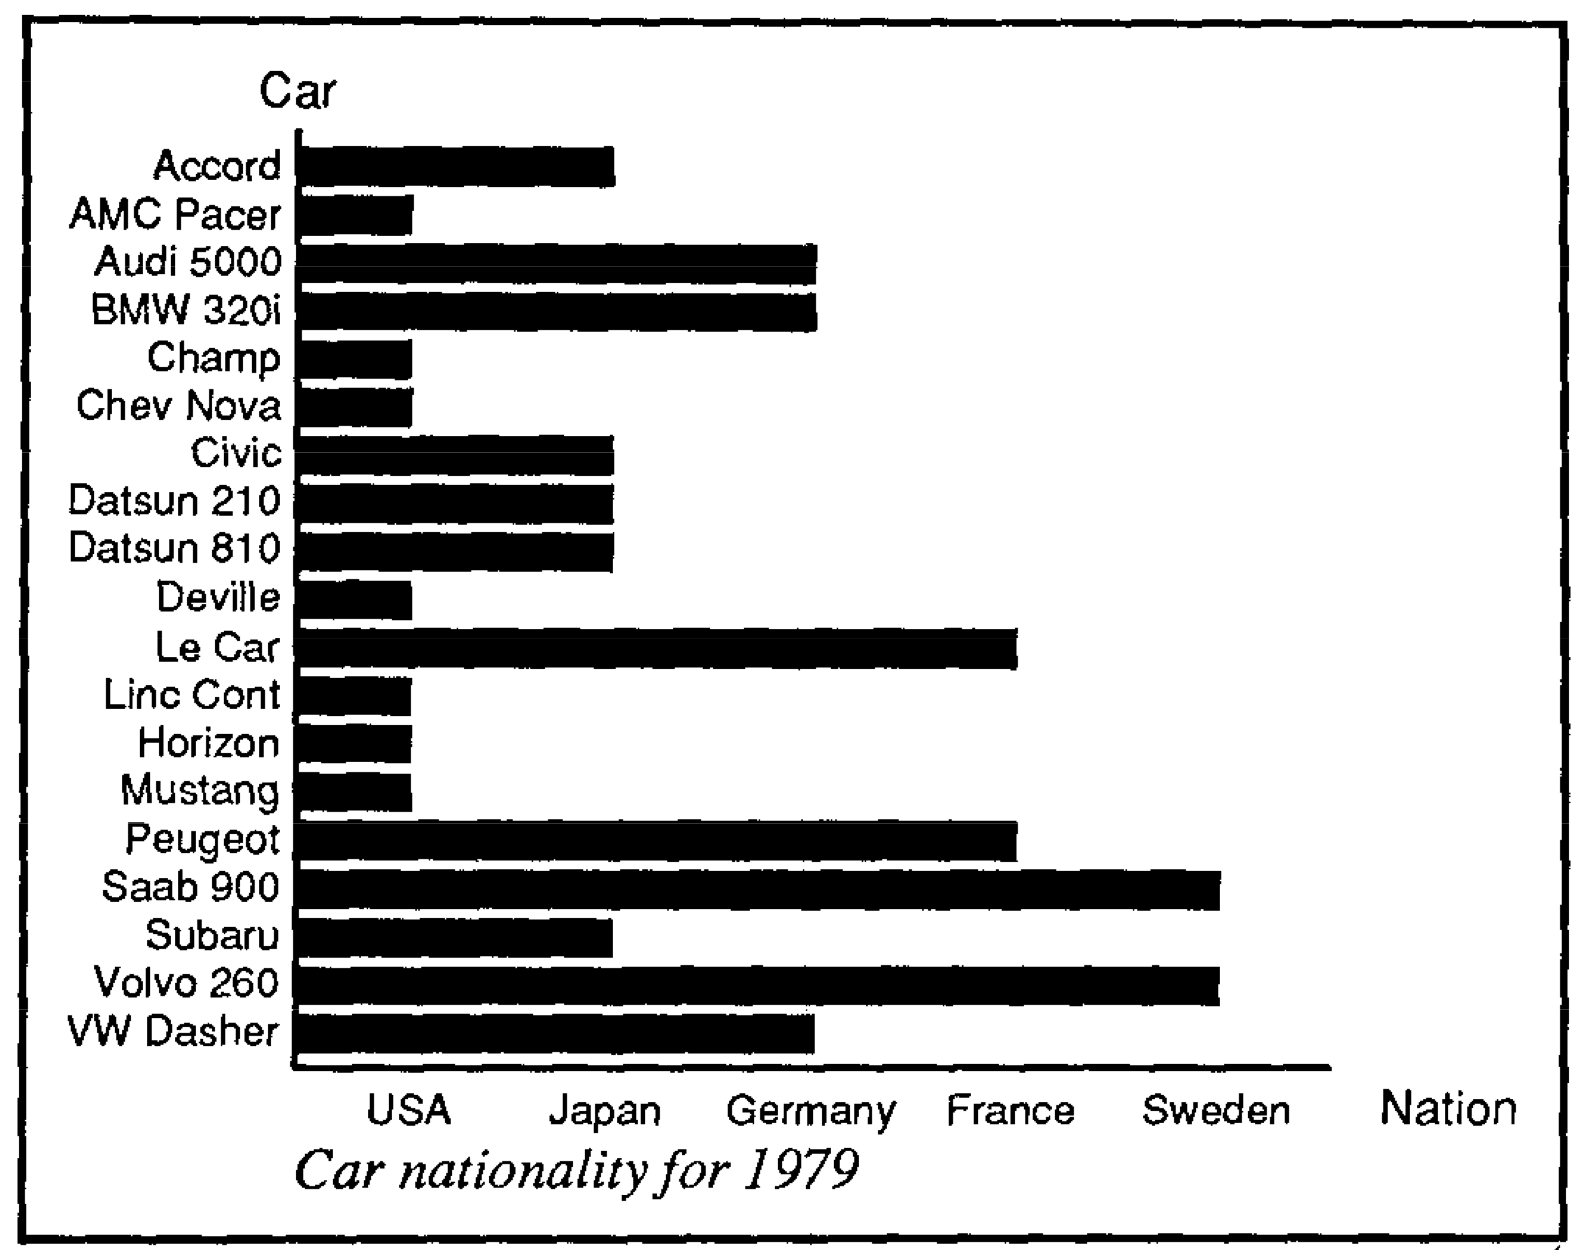 Car
Accord
AMC Pacer
Audi 5000
BMW 320i
Champ
Chev Nova
Civic
Datsun 210
Datsun 810
Deville
Le Car
Linc Cont
Horizon
Mustang
Peugeot
Saab 900
Subaru
Volvo 260
VW Dasher
USA Japan Germany France Sweden Nation
Car nationality for 1979